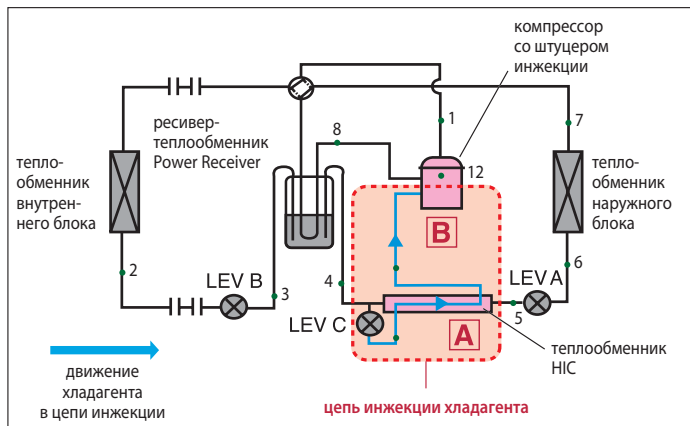 компрессор
со штуцером
инжекции
ресивер-
теплообменник
Power Receiver
8
1
7
12
тепло-
обменник
внутрен-
него блока
тепло-
обменник
наружного
блока
B
2
LEV B
3
4
LEV C
A
5
LEV A
6
движение
хладагента
в цепи инжекции
теплообменник
HIC
цепь инжекции хладагента